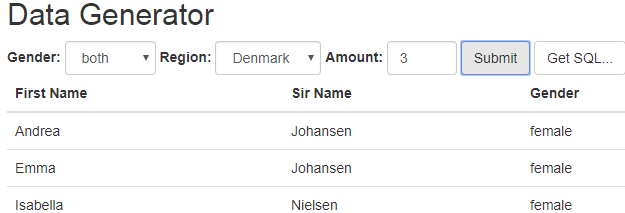 Data Generator
Gender: both Region: Denmark Amount: 3 Submit Get SQL...
First Name Sir Name Gender
Andrea Johansen female
Emma Johansen female
Isabella Nielsen female